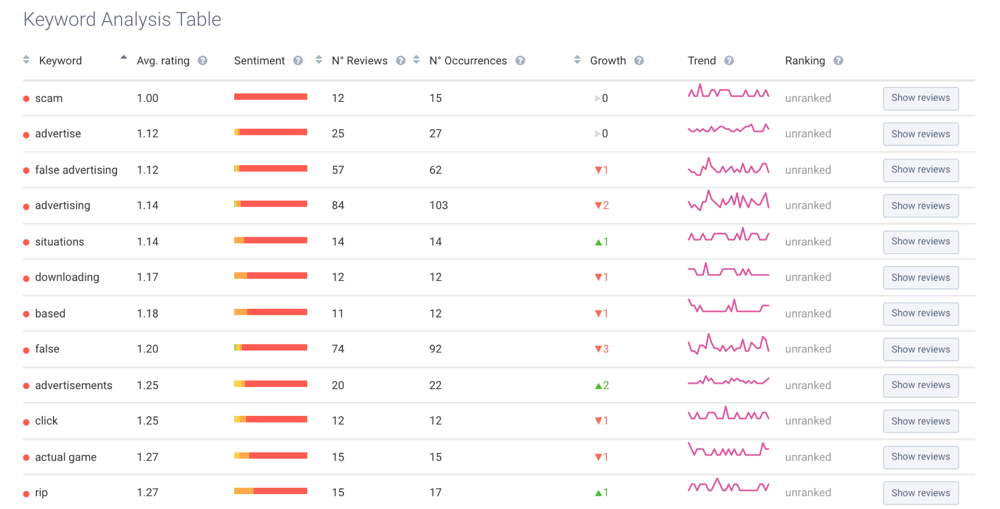 Keyword Analysis Table
Keyword Avg. rating ? Sentiment ? N° Reviews ? N° Occurrences ? Growth ? Trend ? Ranking ?
scam 1.00 12 15 0 unranked Show reviews
advertise 1.12 25 27 0 unranked Show reviews
false advertising 1.12 57 62 ▼1 unranked Show reviews
advertising 1.14 84 103 ▼2 unranked Show reviews
situations 1.14 14 14 ▲1 unranked Show reviews
downloading 1.17 12 12 ▼1 unranked Show reviews
based 1.18 11 12 ▼1 unranked Show reviews
false 1.20 74 92 ▼3 unranked Show reviews
advertisements 1.25 20 22 ▲2 unranked Show reviews
click 1.25 12 12 ▼1 unranked Show reviews
actual game 1.27 15 15 ▼1 unranked Show reviews
rip 1.27 15 17 ▲1 unranked Show reviews